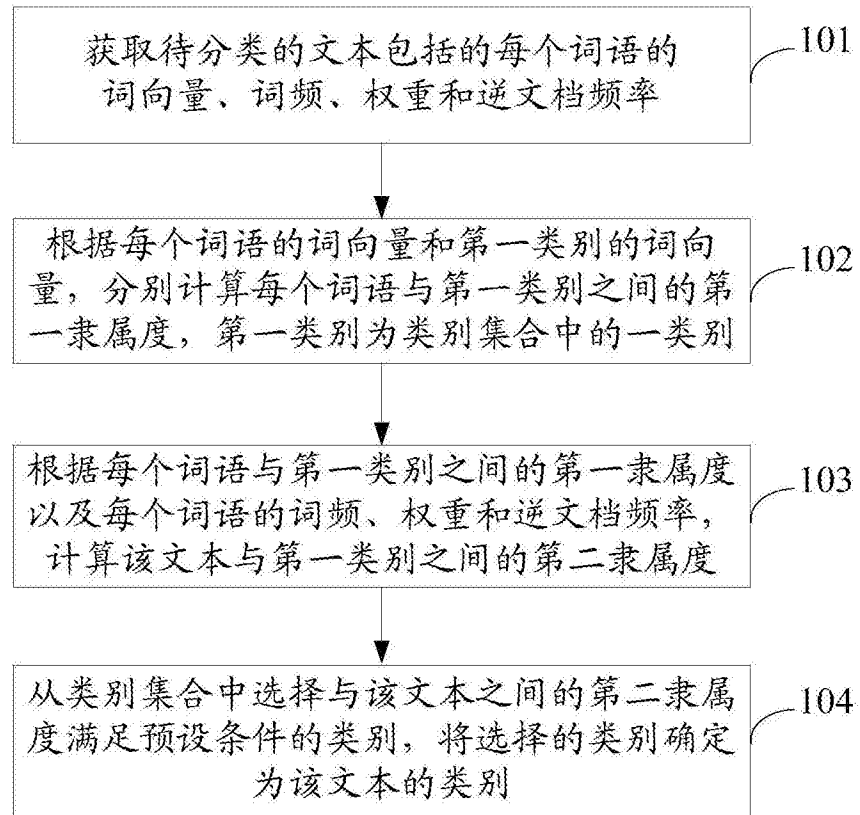 获取待分类的文本包括的每个词语的
词向量、词频、权重和逆文档频率
101
根据每个词语的词向量和第一类别的词向
量，分别计算每个词语与第一类别之间的第
一隶属度，第一类别为类别集合中的一类别
102
根据每个词语与第一类别之间的第一隶属度
以及每个词语的词频、权重和逆文档频率，
计算该文本与第一类别之间的第二隶属度
103
从类别集合中选择与该文本之间的第二隶属
度满足预设条件的类别，将选择的类别确定
为该文本的类别
104